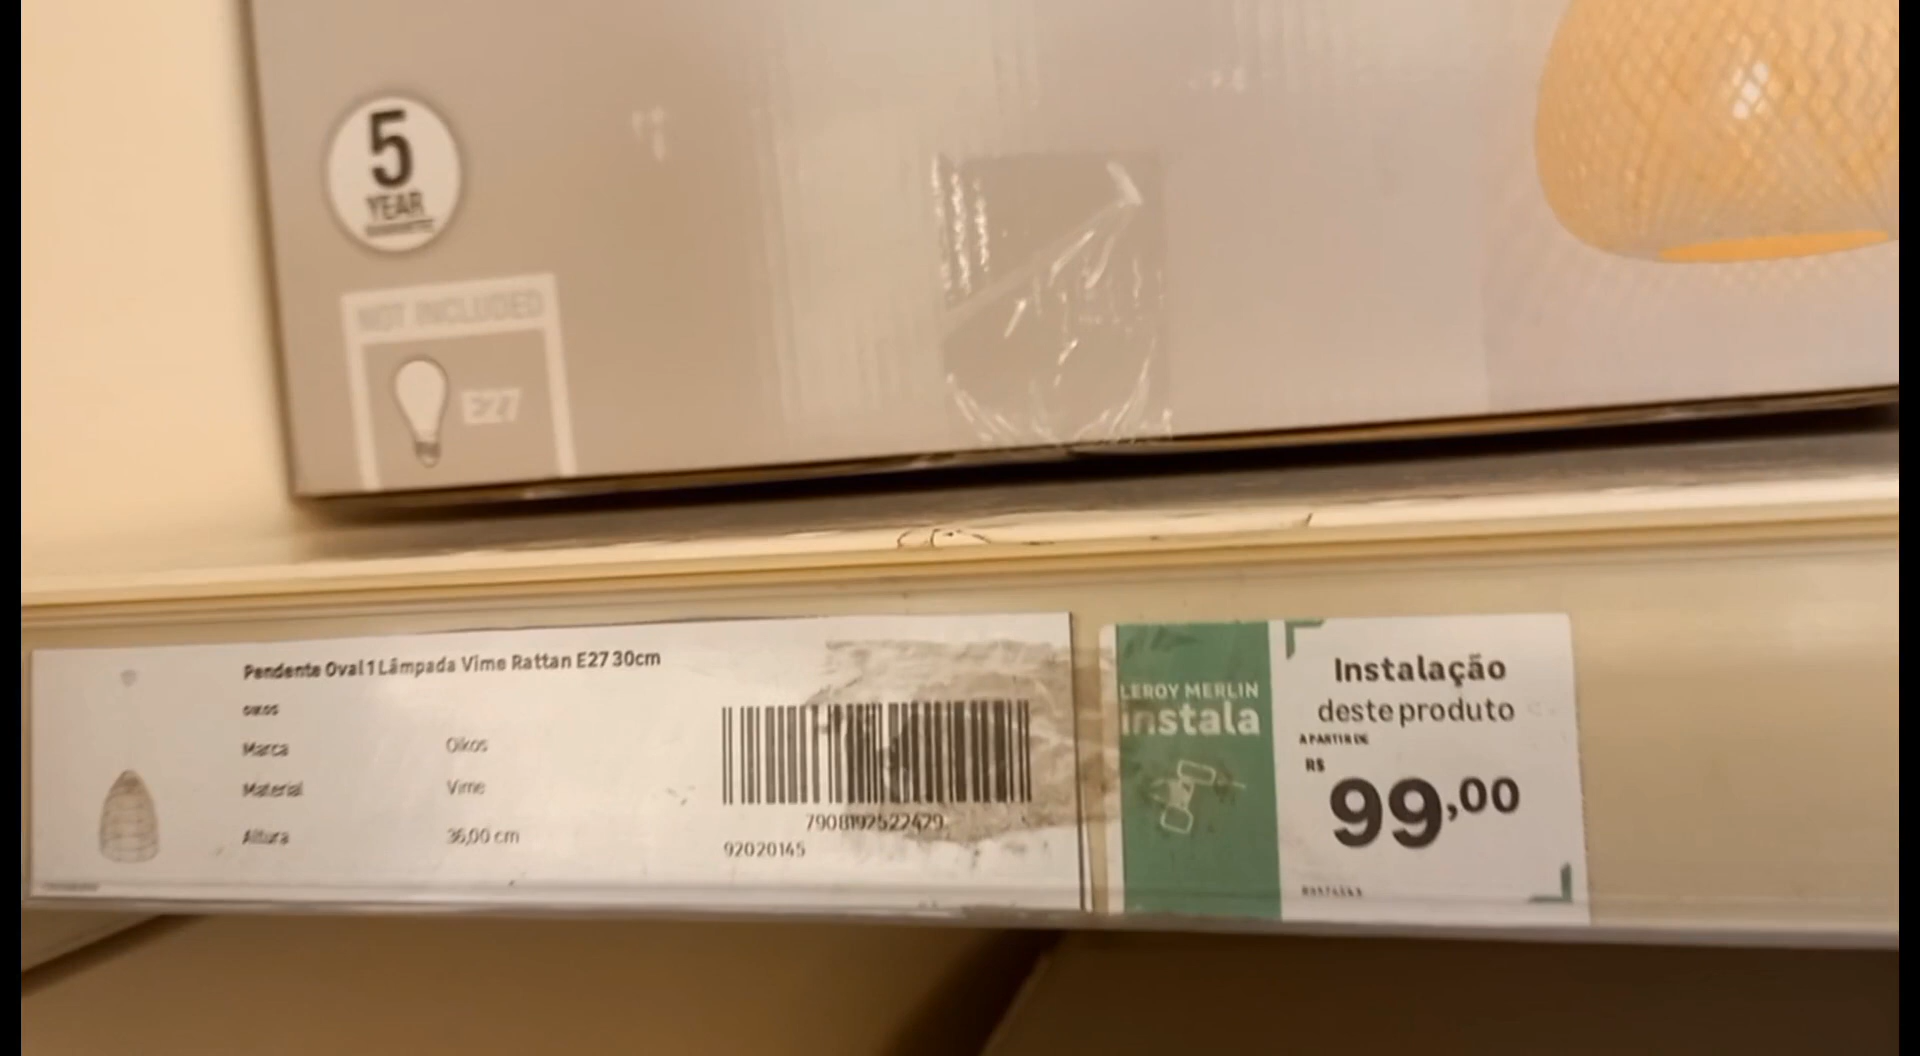 5
YEAR
NOT INCLUDED
E27
Pendente Oval 1 Lâmpada Vime Rattan E27 30cm
OIKOS
Marca Oikos
Material Vime
Altura 36,00 cm
7908192522429
92020145
LEROY MERLIN
instala
Instalação
deste produto
A PARTIR DE
R$
99,00